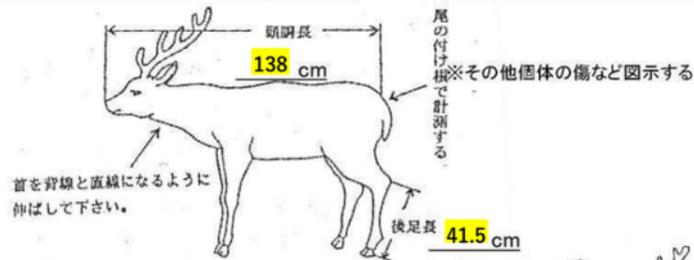 頭胴長
138 cm
尾の付け根で計測する
※その他個体の傷など図示する
首を背線と直線になるように
伸ばして下さい。
後足長 41.5 cm